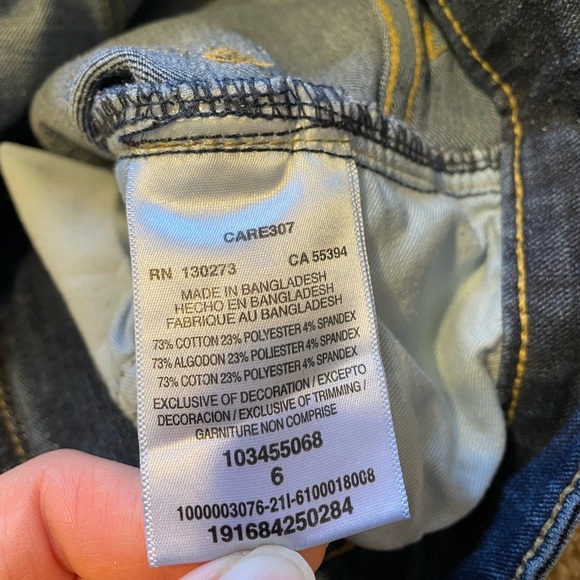 CARE307
RN 130273 CA 55394
MADE IN BANGLADESH
HECHO EN BANGLADESH
FABRIQUE AU BANGLADESH
73% COTTON 23% POLYESTER 4% SPANDEX
73% ALGODON 23% POLIESTER 4% SPANDEX
73% COTON 23% POLYESTER 4% SPANDEX
EXCLUSIVE OF DECORATION / EXCEPTO
DECORACION / EXCLUSIVE OF TRIMMING /
GARNITURE NON COMPRISE
103455068
6
1000003076-21I-6100018008
191684250284